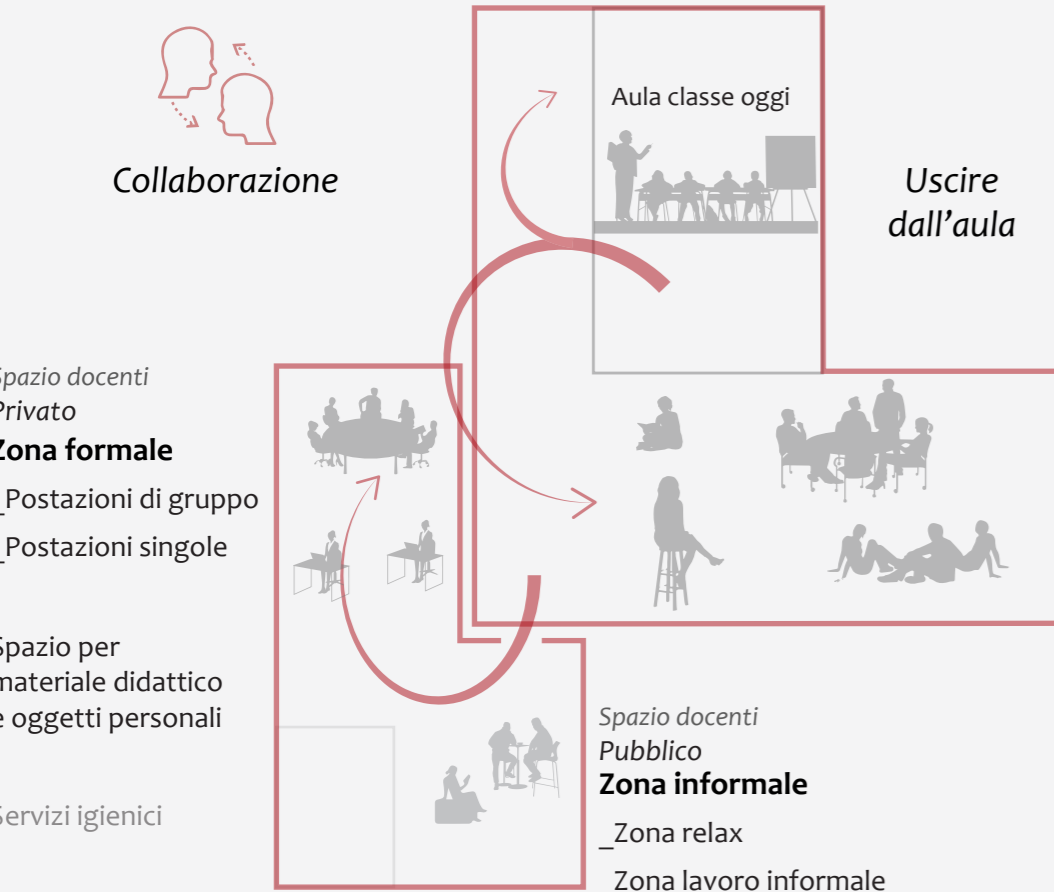 Aula classe oggi
Collaborazione
Uscire
dall'aula
Spazio docenti
Privato
Zona formale
_Postazioni di gruppo
_Postazioni singole
Spazio per
materiale didattico
e oggetti personali
Servizi igienici
Spazio docenti
Pubblico
Zona informale
_Zona relax
_Zona lavoro informale